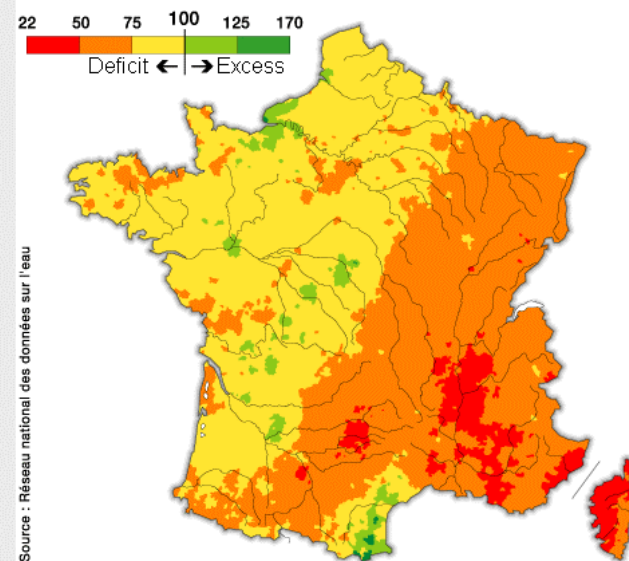 22 50 75 100 125 170
Deficit ← | → Excess
Source : Réseau national des données sur l'eau